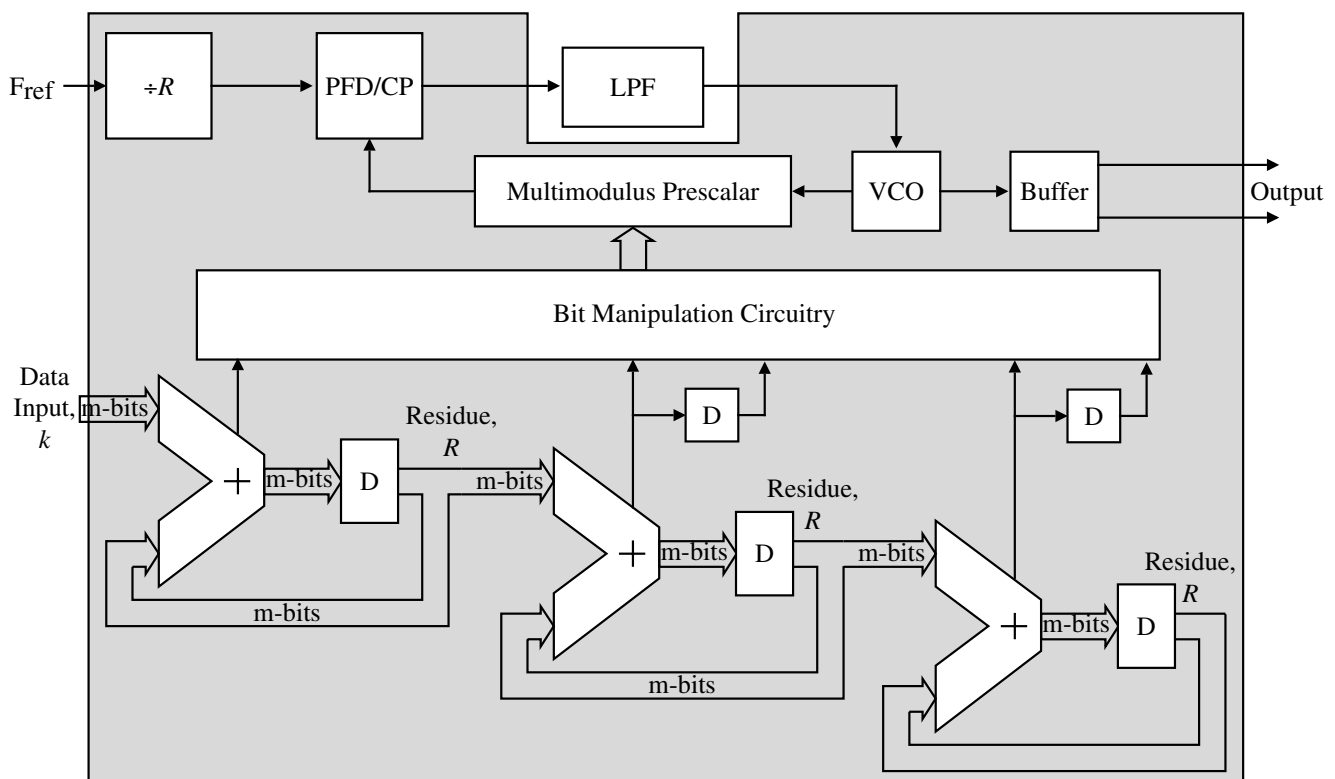 Fref
÷R
PFD/CP
LPF
Multimodulus Prescalar
VCO
Buffer
Output
Bit Manipulation Circuitry
Data
Input,
k
m-bits
+
m-bits
D
Residue,
R
m-bits
m-bits
D
+
m-bits
D
Residue,
R
m-bits
m-bits
D
+
m-bits
D
Residue,
R